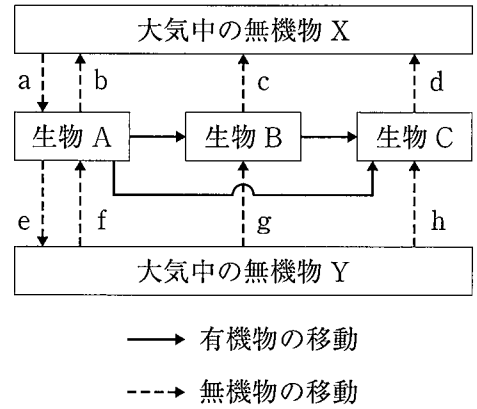 大気中の無機物 X
a b c d
生物 A 生物 B 生物 C
e f g h
大気中の無機物 Y
有機物の移動
無機物の移動